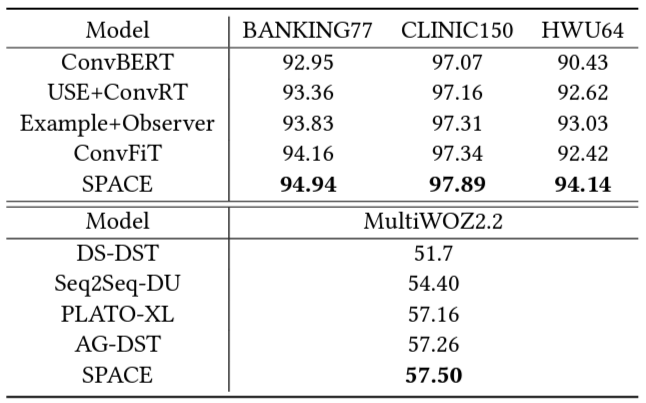 Model BANKING77 CLINIC150 HWU64
ConvBERT 92.95 97.07 90.43
USE+ConvRT 93.36 97.16 92.62
Example+Observer 93.83 97.31 93.03
ConvFiT 94.16 97.34 92.42
SPACE 94.94 97.89 94.14
Model MultiWOZ2.2
DS-DST 51.7
Seq2Seq-DU 54.40
PLATO-XL 57.16
AG-DST 57.26
SPACE 57.50